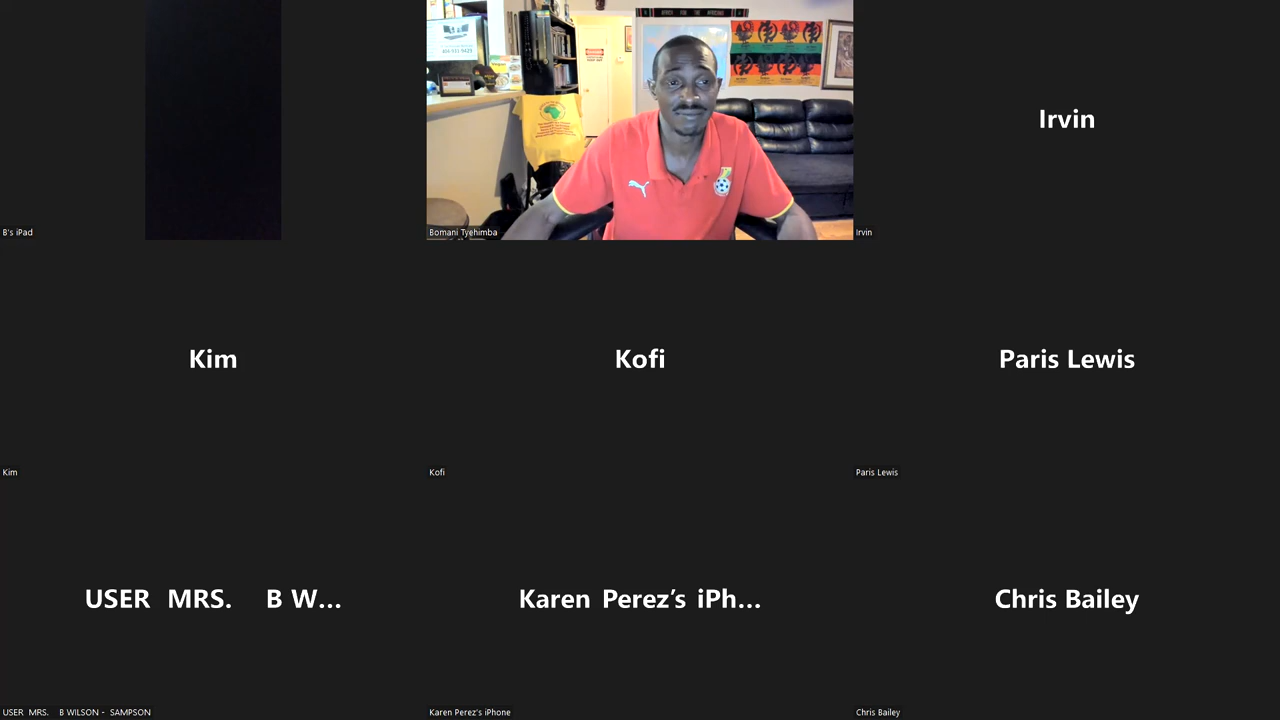 B's iPad
Bomani Tyehimba
Irvin
Irvin
Kim
Kim
Kofi
Kofi
Paris Lewis
Paris Lewis
USER MRS. B W...
USER MRS. B WILSON - SAMPSON
Karen Perez's iPh...
Karen Perez's iPhone
Chris Bailey
Chris Bailey